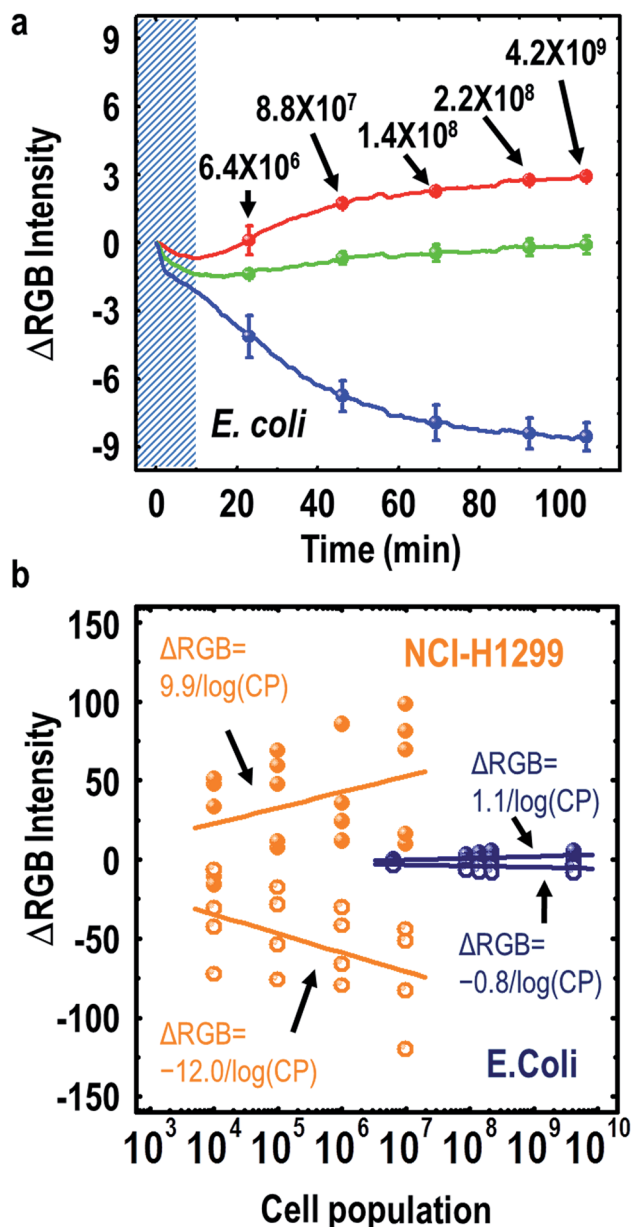 a
9
6
3
0
-3
-6
-9
ΔRGB Intensity
6.4X10⁶
8.8X10⁷
1.4X10⁸
2.2X10⁸
4.2X10⁹
E. coli
0 20 40 60 80 100
Time (min)
b
150
100
50
0
-50
-100
-150
ΔRGB Intensity
ΔRGB=
9.9/log(CP)
NCI-H1299
ΔRGB=
1.1/log(CP)
ΔRGB=
−0.8/log(CP)
ΔRGB=
−12.0/log(CP)
E.Coli
10³ 10⁴ 10⁵ 10⁶ 10⁷ 10⁸ 10⁹ 10¹⁰
Cell population